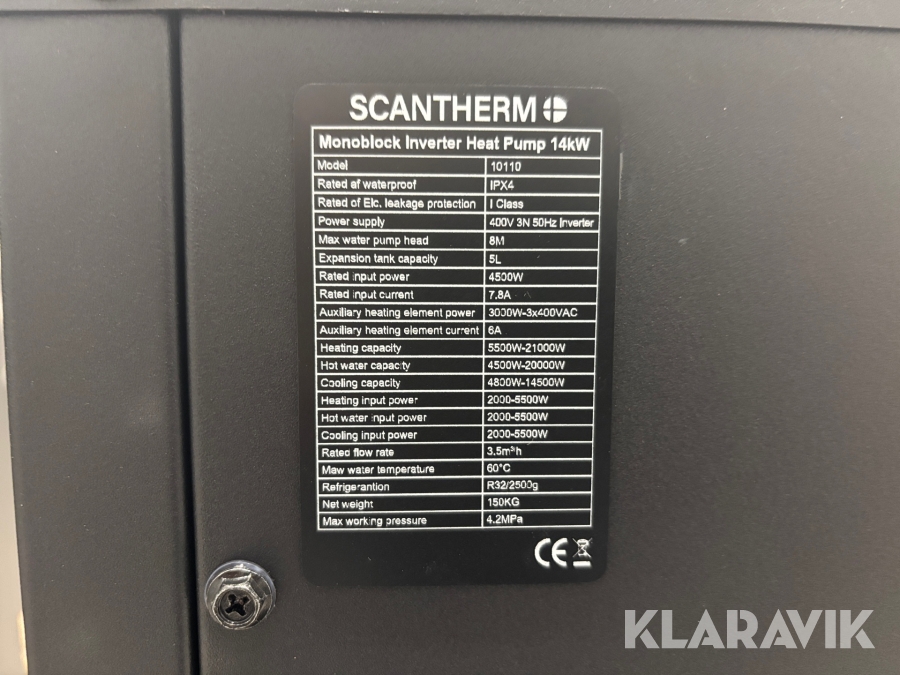 SCANTHERM
Monoblock Inverter Heat Pump 14kW
Model 10110
Rated af waterproof IPX4
Rated of Elc. leakage protection I Class
Power supply 400V 3N 50Hz Inverter
Max water pump head 8M
Expansion tank capacity 5L
Rated input power 4500W
Rated input current 7.8A
Auxiliary heating element power 3000W-3x400VAC
Auxiliary heating element current 6A
Heating capacity 5500W-21000W
Hot water capacity 4500W-20000W
Cooling capacity 4800W-14500W
Heating input power 2000-5500W
Hot water input power 2000-5500W
Cooling input power 2000-5500W
Rated flow rate 3.5m³h
Maw water temperature 60°C
Refrigerantion R32/2500g
Net weight 150KG
Max working pressure 4.2MPa
CE
KLARAVIK